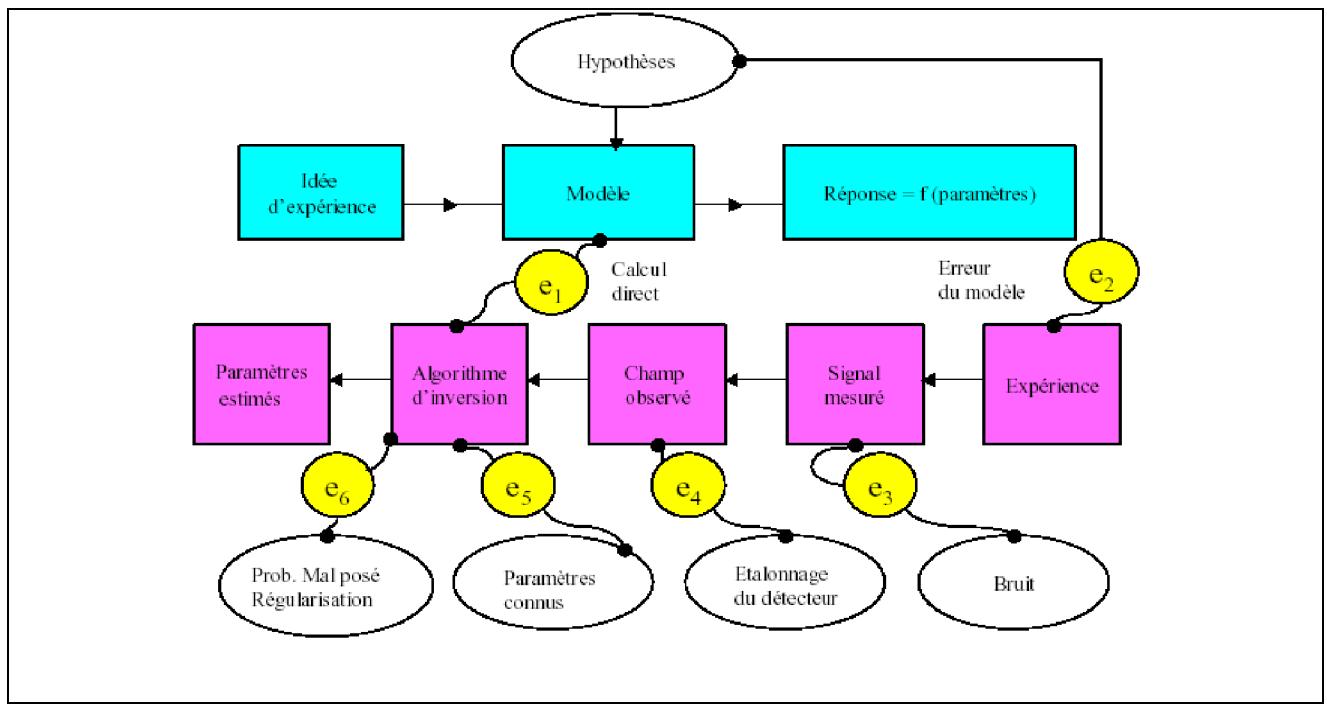 Hypothèses
Idée
d'expérience
Modèle
Réponse = f (paramètres)
e1
Calcul
direct
Erreur
du modèle
e2
Paramètres
estimés
Algorithme
d'inversion
Champ
observé
Signal
mesuré
Expérience
e6
e5
e4
e3
Prob. Mal posé
Régularisation
Paramètres
connus
Etalonnage
du détecteur
Bruit